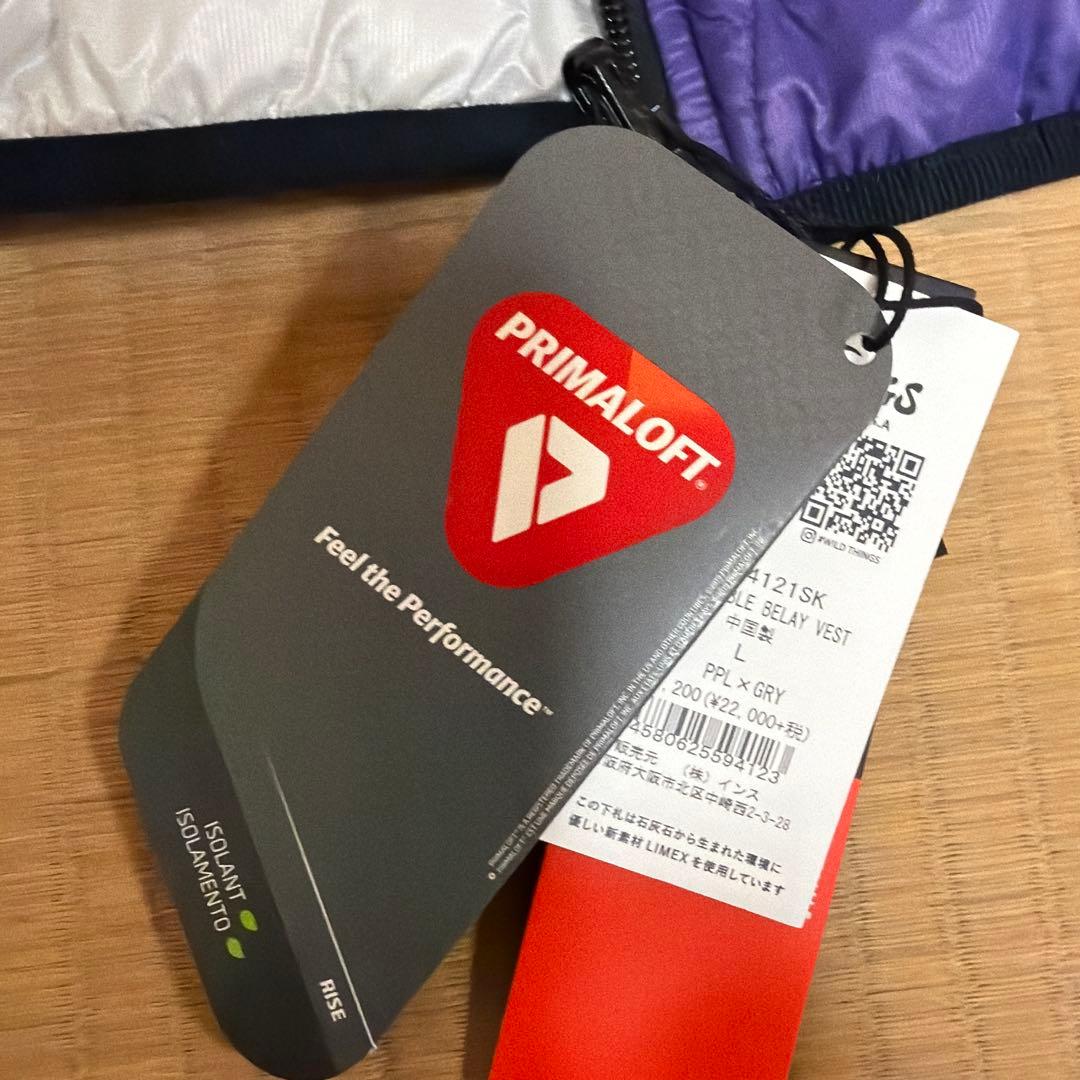 PRIMALOFT®
Feel the Performance™
ISOLANT
ISOLAMENTO
RISE
GS
#WILD THINGS
4121SK
BLE BELAY VEST
中国製
L
PPL×GRY
200(¥22,000+税)
4580625594123
販売元 (株)インス
阪府大阪市北区中崎西2-3-28
この下札は石灰石から生まれた環境に
優しい新素材 LIMEX を使用しています